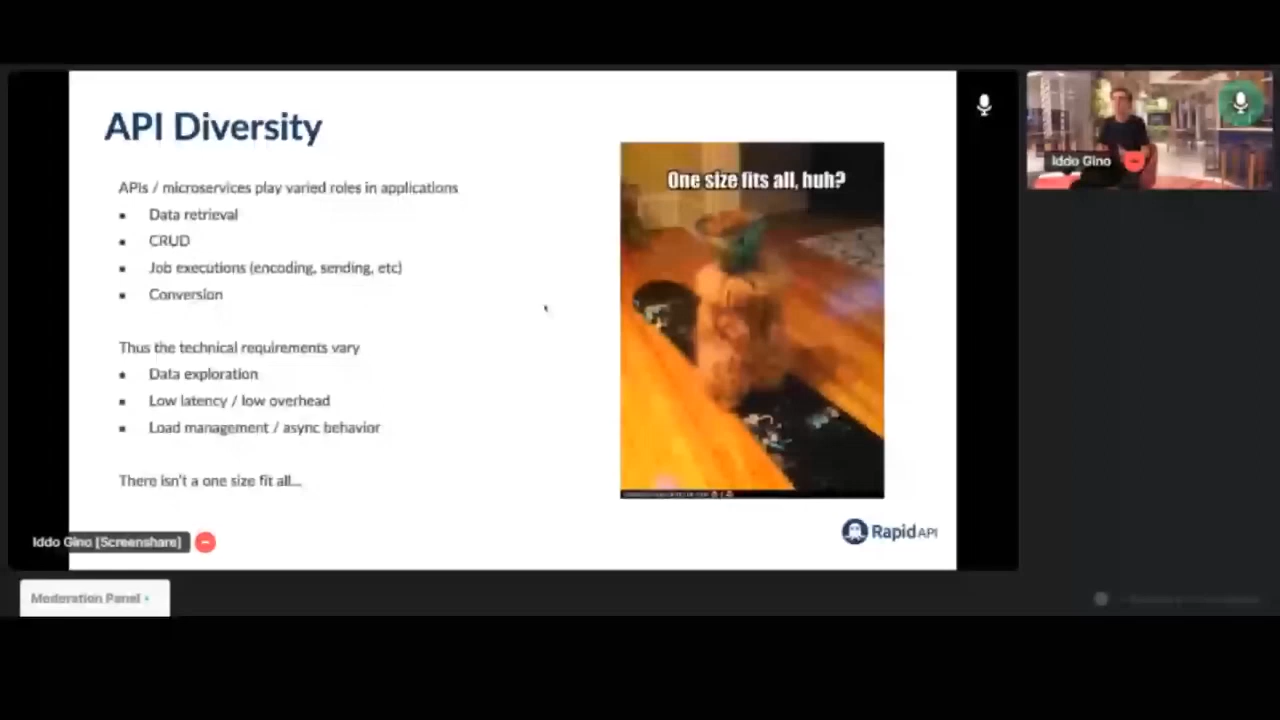 API Diversity
APIs / microservices play varied roles in applications
▪ Data retrieval
▪ CRUD
▪ Job executions (encoding, sending, etc)
▪ Conversion
Thus the technical requirements vary
▪ Data exploration
▪ Low latency / low overhead
▪ Load management / async behavior
There isn't a one size fit all...
One size fits all, huh?
RapidAPI
Iddo Gino [Screenshare]
Iddo Gino
Moderation Panel